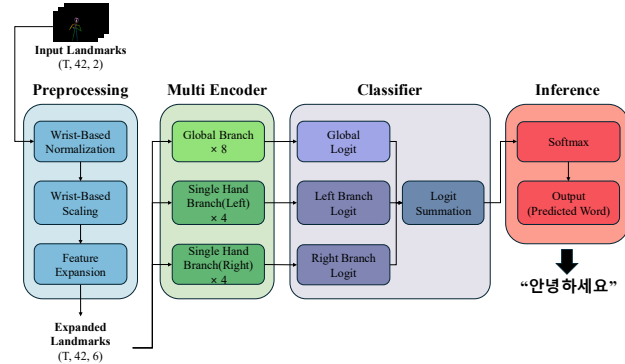 Input Landmarks
(T, 42, 2)
Preprocessing
Wrist-Based
Normalization
Wrist-Based
Scaling
Feature
Expansion
Expanded
Landmarks
(T, 42, 6)
Multi Encoder
Global Branch
× 8
Single Hand
Branch(Left)
× 4
Single Hand
Branch(Right)
× 4
Classifier
Global
Logit
Left Branch
Logit
Right Branch
Logit
Logit
Summation
Inference
Softmax
Output
(Predicted Word)
“안녕하세요”